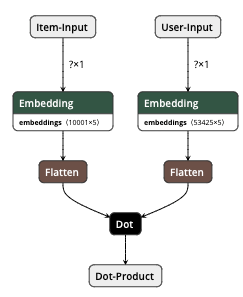 Item-Input
User-Input
?×1
?×1
Embedding
embeddings ⟨10001×5⟩
Embedding
embeddings ⟨53425×5⟩
Flatten
Flatten
Dot
Dot-Product